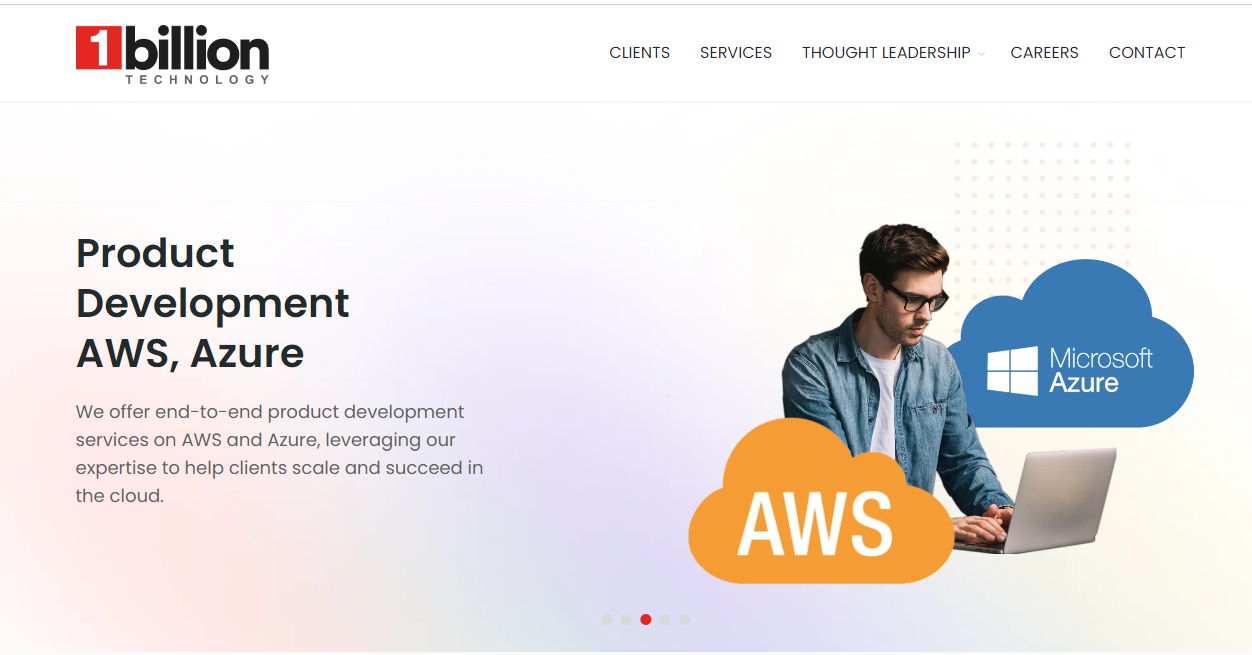 1billion
TECHNOLOGY
CLIENTS SERVICES THOUGHT LEADERSHIP CAREERS CONTACT
Product
Development
AWS, Azure
We offer end-to-end product development
services on AWS and Azure, leveraging our
expertise to help clients scale and succeed in
the cloud.
Microsoft
Azure
AWS